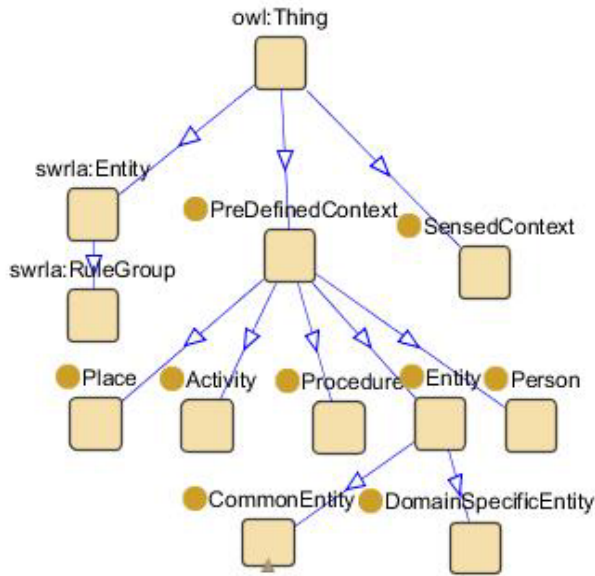 owl:Thing
swrla:Entity
PreDefinedContext
SensedContext
swrla:RuleGroup
Place
Activity
Procedure
Entity
Person
CommonEntity
DomainSpecificEntity